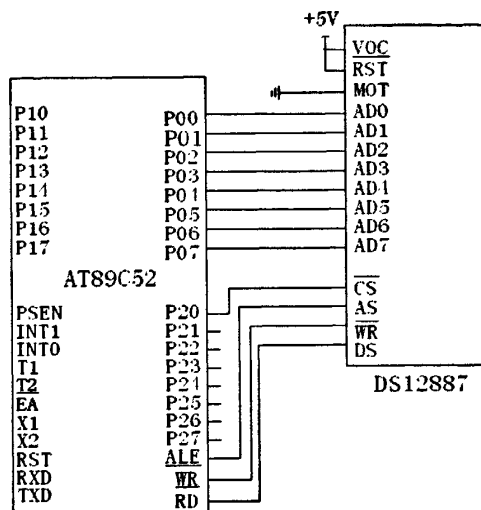 +5V
VOC
RST
MOT
AD0
AD1
AD2
AD3
AD4
AD5
AD6
AD7
CS
AS
WR
DS
DS12887
P10
P11
P12
P13
P14
P15
P16
P17
P00
P01
P02
P03
P04
P05
P06
P07
AT89C52
PSEN
INT1
INT0
T1
T2
EA
X1
X2
RST
RXD
TXD
P20
P21
P22
P23
P24
P25
P26
P27
ALE
WR
RD